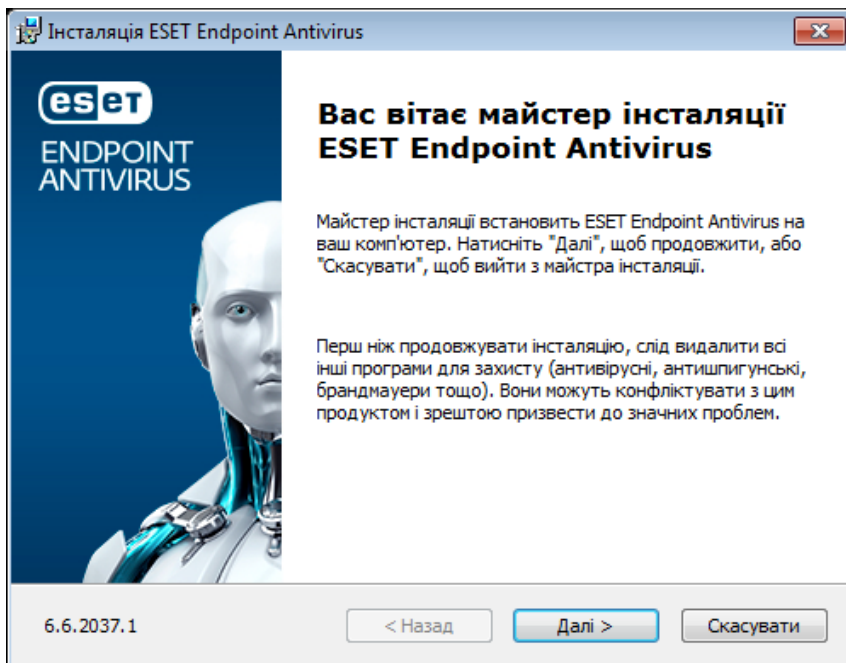 Інсталяція ESET Endpoint Antivirus
eset
ENDPOINT
ANTIVIRUS
Вас вітає майстер інсталяції
ESET Endpoint Antivirus
Майстер інсталяції встановить ESET Endpoint Antivirus на
ваш комп'ютер. Натисніть "Далі", щоб продовжити, або
"Скасувати", щоб вийти з майстра інсталяції.
Перш ніж продовжувати інсталяцію, слід видалити всі
інші програми для захисту (антивірусні, антишпигунські,
брандмауери тощо). Вони можуть конфліктувати з цим
продуктом і зрештою призвести до значних проблем.
6.6.2037.1
< Назад
Далі >
Скасувати